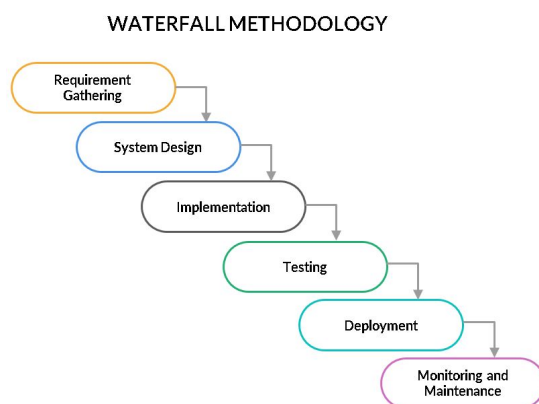 WATERFALL METHODOLOGY
Requirement
Gathering
System Design
Implementation
Testing
Deployment
Monitoring and
Maintenance